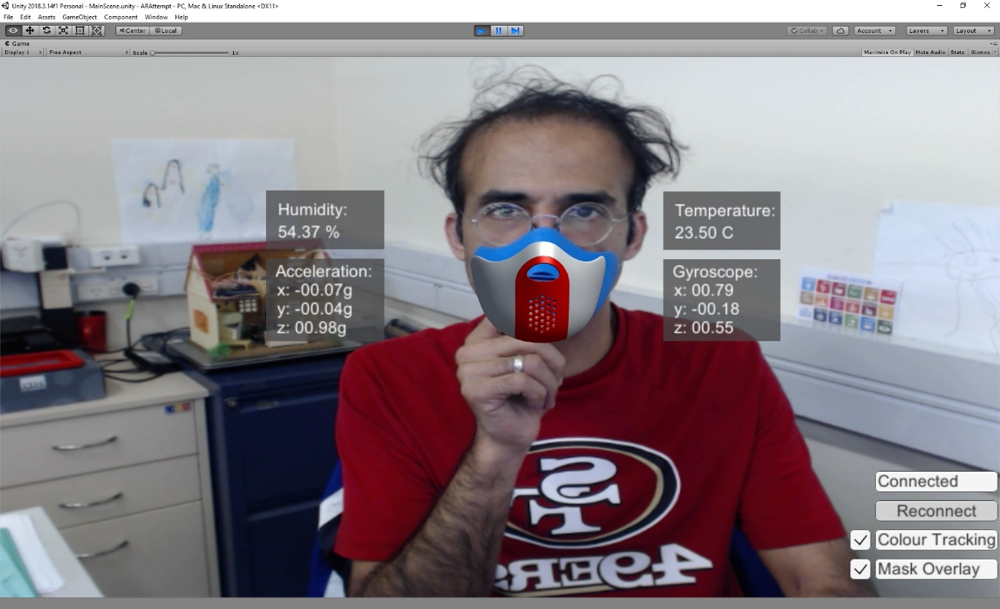 Unity 2018.3.14f1 Personal - MainScene.unity - ARAttempt - PC, Mac & Linux Standalone <DX11>
File Edit Assets GameObject Component Window Help
Center Local Collab Account Layers Layout
Game
Display 1 Free Aspect Scale 1x Maximize On Play Mute Audio Stats Gizmos
Humidity:
54.37 %
Temperature:
23.50 C
Acceleration:
x: -00.07g
y: -00.04g
z: 00.98g
Gyroscope:
x: 00.79
y: -00.18
z: 00.55
SF
49ERS
Connected
Reconnect
Colour Tracking
Mask Overlay